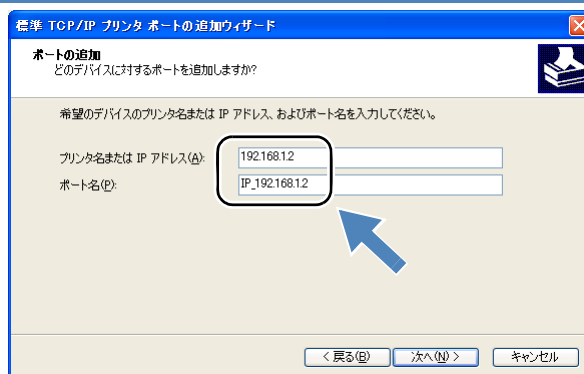 標準 TCP/IP プリンタ ポートの追加ウィザード
ポートの追加
どのデバイスに対するポートを追加しますか?
希望のデバイスのプリンタ名または IP アドレス、およびポート名を入力してください。
プリンタ名または IP アドレス(A): 192.168.1.2
ポート名(P): IP_192.168.1.2
< 戻る(B) 次へ(N) > キャンセル